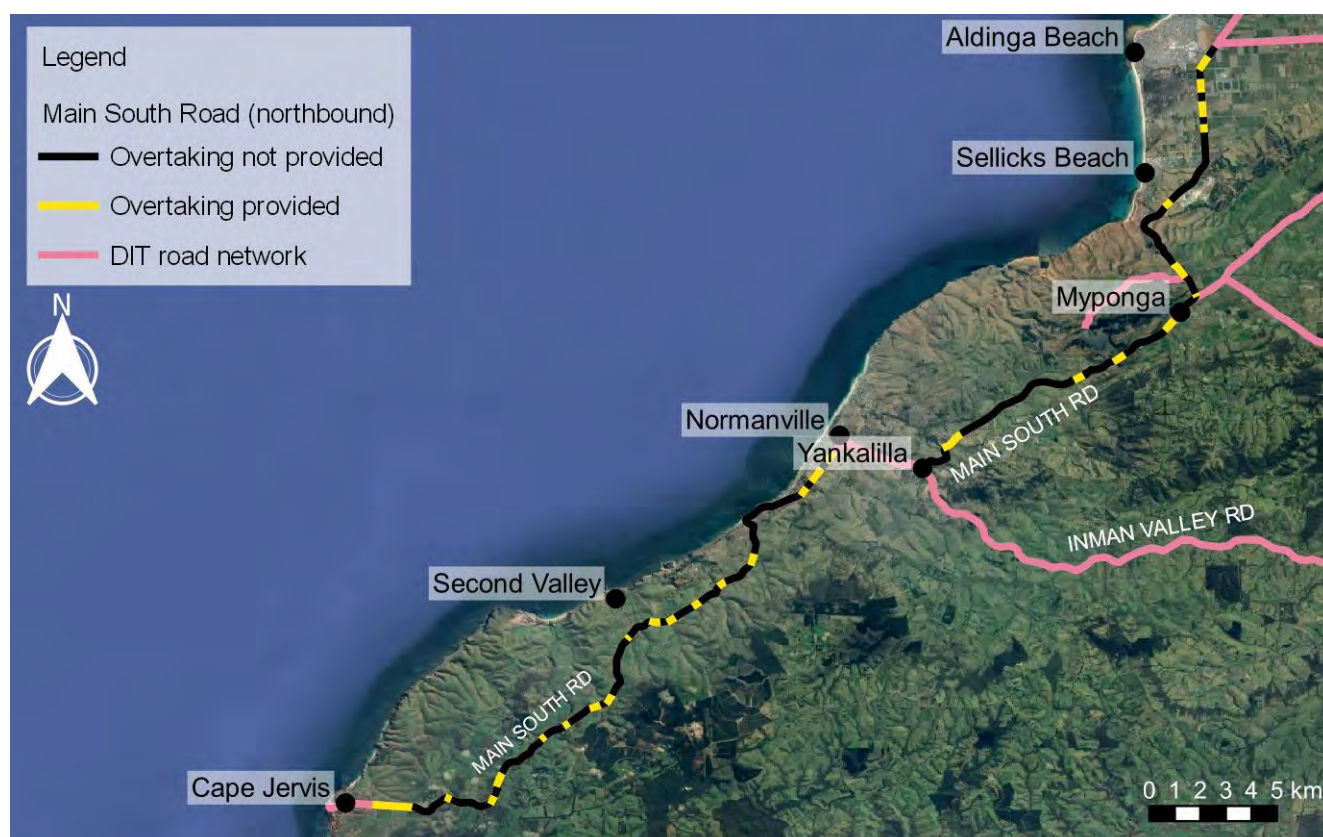 Legend
Main South Road (northbound)
Overtaking not provided
Overtaking provided
DIT road network
N
Aldinga Beach
Sellicks Beach
Myponga
Normanville
Yankalilla
MAIN SOUTH RD
INMAN VALLEY RD
Second Valley
MAIN SOUTH RD
Cape Jervis
0 1 2 3 4 5 km